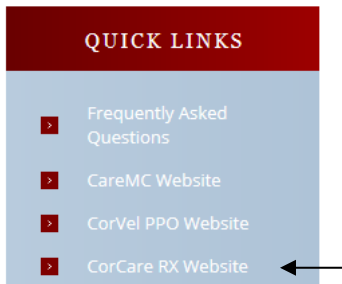 QUICK LINKS
Frequently Asked
Questions
CareMC Website
CorVel PPO Website
CorCare RX Website